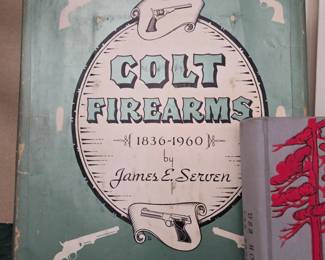 COLT
FIREARMS
1836-1960
by
James E. Serven